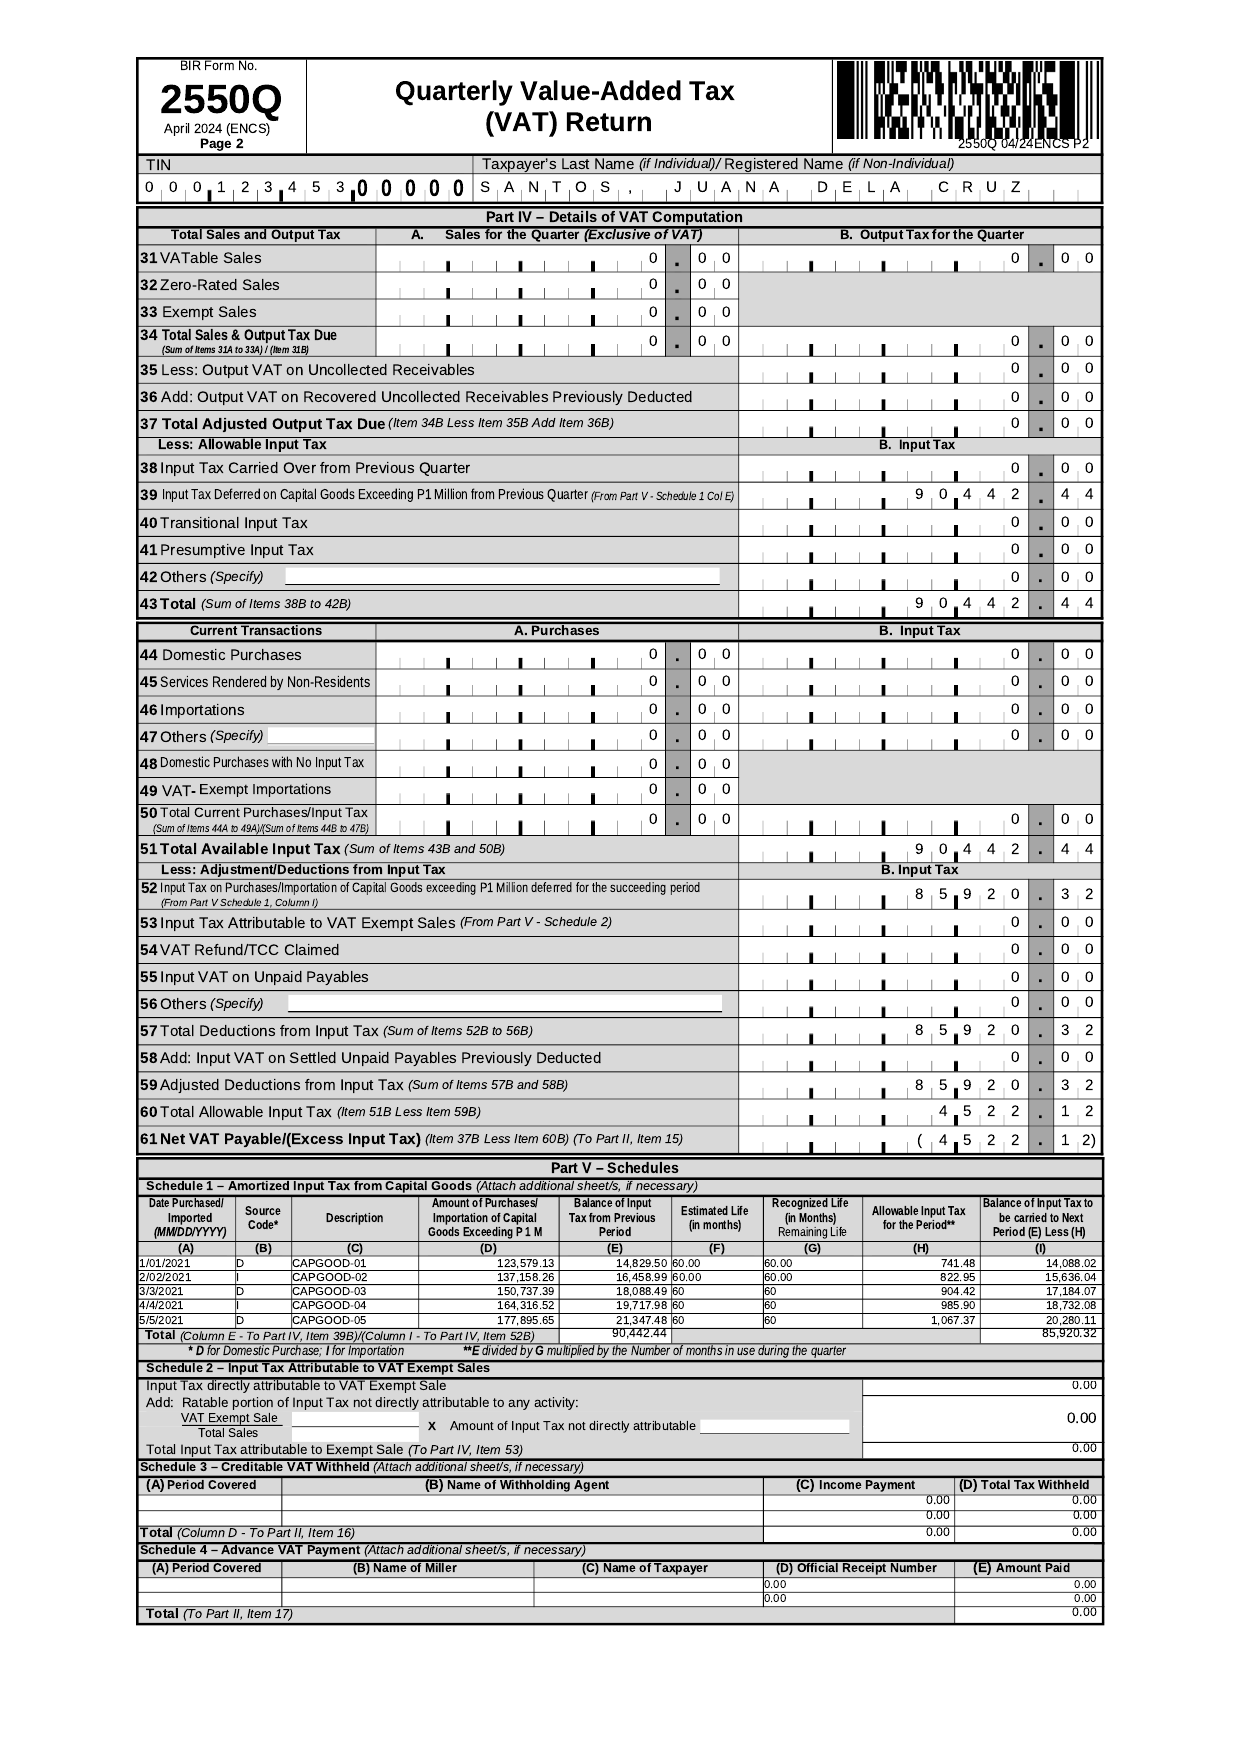 BIR Form No.
2550Q
April 2024 (ENCS)
Page 2
Quarterly Value-Added Tax
(VAT) Return
2550Q 04/24ENCS P2
TIN Taxpayer's Last Name (if Individual)/ Registered Name (if Non-Individual)
0 0 0 1 2 3 4 5 3 0 0 0 0 0 S A N T O S , J U A N A D E L A C R U Z
Part IV – Details of VAT Computation
Total Sales and Output Tax A. Sales for the Quarter (Exclusive of VAT) B. Output Tax for the Quarter
31 VATable Sales 0 . 0 0 0 . 0 0
32 Zero-Rated Sales 0 . 0 0
33 Exempt Sales 0 . 0 0
34 Total Sales & Output Tax Due 0 . 0 0 0 . 0 0
(Sum of Items 31A to 33A) / (Item 31B)
35 Less: Output VAT on Uncollected Receivables 0 . 0 0
36 Add: Output VAT on Recovered Uncollected Receivables Previously Deducted 0 . 0 0
37 Total Adjusted Output Tax Due (Item 34B Less Item 35B Add Item 36B) 0 . 0 0
Less: Allowable Input Tax B. Input Tax
38 Input Tax Carried Over from Previous Quarter 0 . 0 0
39 Input Tax Deferred on Capital Goods Exceeding P1 Million from Previous Quarter (From Part V - Schedule 1 Col E) 9 0 4 4 2 . 4 4
40 Transitional Input Tax 0 . 0 0
41 Presumptive Input Tax 0 . 0 0
42 Others (Specify) 0 . 0 0
43 Total (Sum of Items 38B to 42B) 9 0 4 4 2 . 4 4
Current Transactions A. Purchases B. Input Tax
44 Domestic Purchases 0 . 0 0 0 . 0 0
45 Services Rendered by Non-Residents 0 . 0 0 0 . 0 0
46 Importations 0 . 0 0 0 . 0 0
47 Others (Specify) 0 . 0 0 0 . 0 0
48 Domestic Purchases with No Input Tax 0 . 0 0
49 VAT- Exempt Importations 0 . 0 0
50 Total Current Purchases/Input Tax 0 . 0 0 0 . 0 0
(Sum of Items 44A to 49A)/(Sum of Items 44B to 47B)
51 Total Available Input Tax (Sum of Items 43B and 50B) 9 0 4 4 2 . 4 4
Less: Adjustment/Deductions from Input Tax B. Input Tax
52 Input Tax on Purchases/Importation of Capital Goods exceeding P1 Million deferred for the succeeding period 8 5 9 2 0 . 3 2
(From Part V Schedule 1, Column I)
53 Input Tax Attributable to VAT Exempt Sales (From Part V - Schedule 2) 0 . 0 0
54 VAT Refund/TCC Claimed 0 . 0 0
55 Input VAT on Unpaid Payables 0 . 0 0
56 Others (Specify) 0 . 0 0
57 Total Deductions from Input Tax (Sum of Items 52B to 56B) 8 5 9 2 0 . 3 2
58 Add: Input VAT on Settled Unpaid Payables Previously Deducted 0 . 0 0
59 Adjusted Deductions from Input Tax (Sum of Items 57B and 58B) 8 5 9 2 0 . 3 2
60 Total Allowable Input Tax (Item 51B Less Item 59B) 4 5 2 2 . 1 2
61 Net VAT Payable/(Excess Input Tax) (Item 37B Less Item 60B) (To Part II, Item 15) ( 4 5 2 2 . 1 2)
Part V – Schedules
Schedule 1 – Amortized Input Tax from Capital Goods (Attach additional sheet/s, if necessary)
Date Purchased/ Imported (MM/DD/YYYY) Source Code* Description Amount of Purchases/ Importation of Capital Goods Exceeding P 1 M Balance of Input Tax from Previous Period Estimated Life (in months) Recognized Life (in Months) Remaining Life Allowable Input Tax for the Period** Balance of Input Tax to be carried to Next Period (E) Less (H)
(A) (B) (C) (D) (E) (F) (G) (H) (I)
1/01/2021 D CAPGOOD-01 123,579.13 14,829.50 60.00 60.00 741.48 14,088.02
2/02/2021 I CAPGOOD-02 137,158.26 16,458.99 60.00 60.00 822.95 15,636.04
3/3/2021 D CAPGOOD-03 150,737.39 18,088.49 60 60 904.42 17,184.07
4/4/2021 I CAPGOOD-04 164,316.52 19,717.98 60 60 985.90 18,732.08
5/5/2021 D CAPGOOD-05 177,895.65 21,347.48 60 60 1,067.37 20,280.11
Total (Column E - To Part IV, Item 39B)/(Column I - To Part IV, Item 52B) 90,442.44 85,920.32
* D for Domestic Purchase; I for Importation **E divided by G multiplied by the Number of months in use during the quarter
Schedule 2 – Input Tax Attributable to VAT Exempt Sales
Input Tax directly attributable to VAT Exempt Sale 0.00
Add: Ratable portion of Input Tax not directly attributable to any activity:
VAT Exempt Sale X Amount of Input Tax not directly attributable 0.00
Total Sales
Total Input Tax attributable to Exempt Sale (To Part IV, Item 53) 0.00
Schedule 3 – Creditable VAT Withheld (Attach additional sheet/s, if necessary)
(A) Period Covered (B) Name of Withholding Agent (C) Income Payment (D) Total Tax Withheld
0.00 0.00
0.00 0.00
Total (Column D - To Part II, Item 16) 0.00 0.00
Schedule 4 – Advance VAT Payment (Attach additional sheet/s, if necessary)
(A) Period Covered (B) Name of Miller (C) Name of Taxpayer (D) Official Receipt Number (E) Amount Paid
0.00 0.00
0.00 0.00
Total (To Part II, Item 17) 0.00